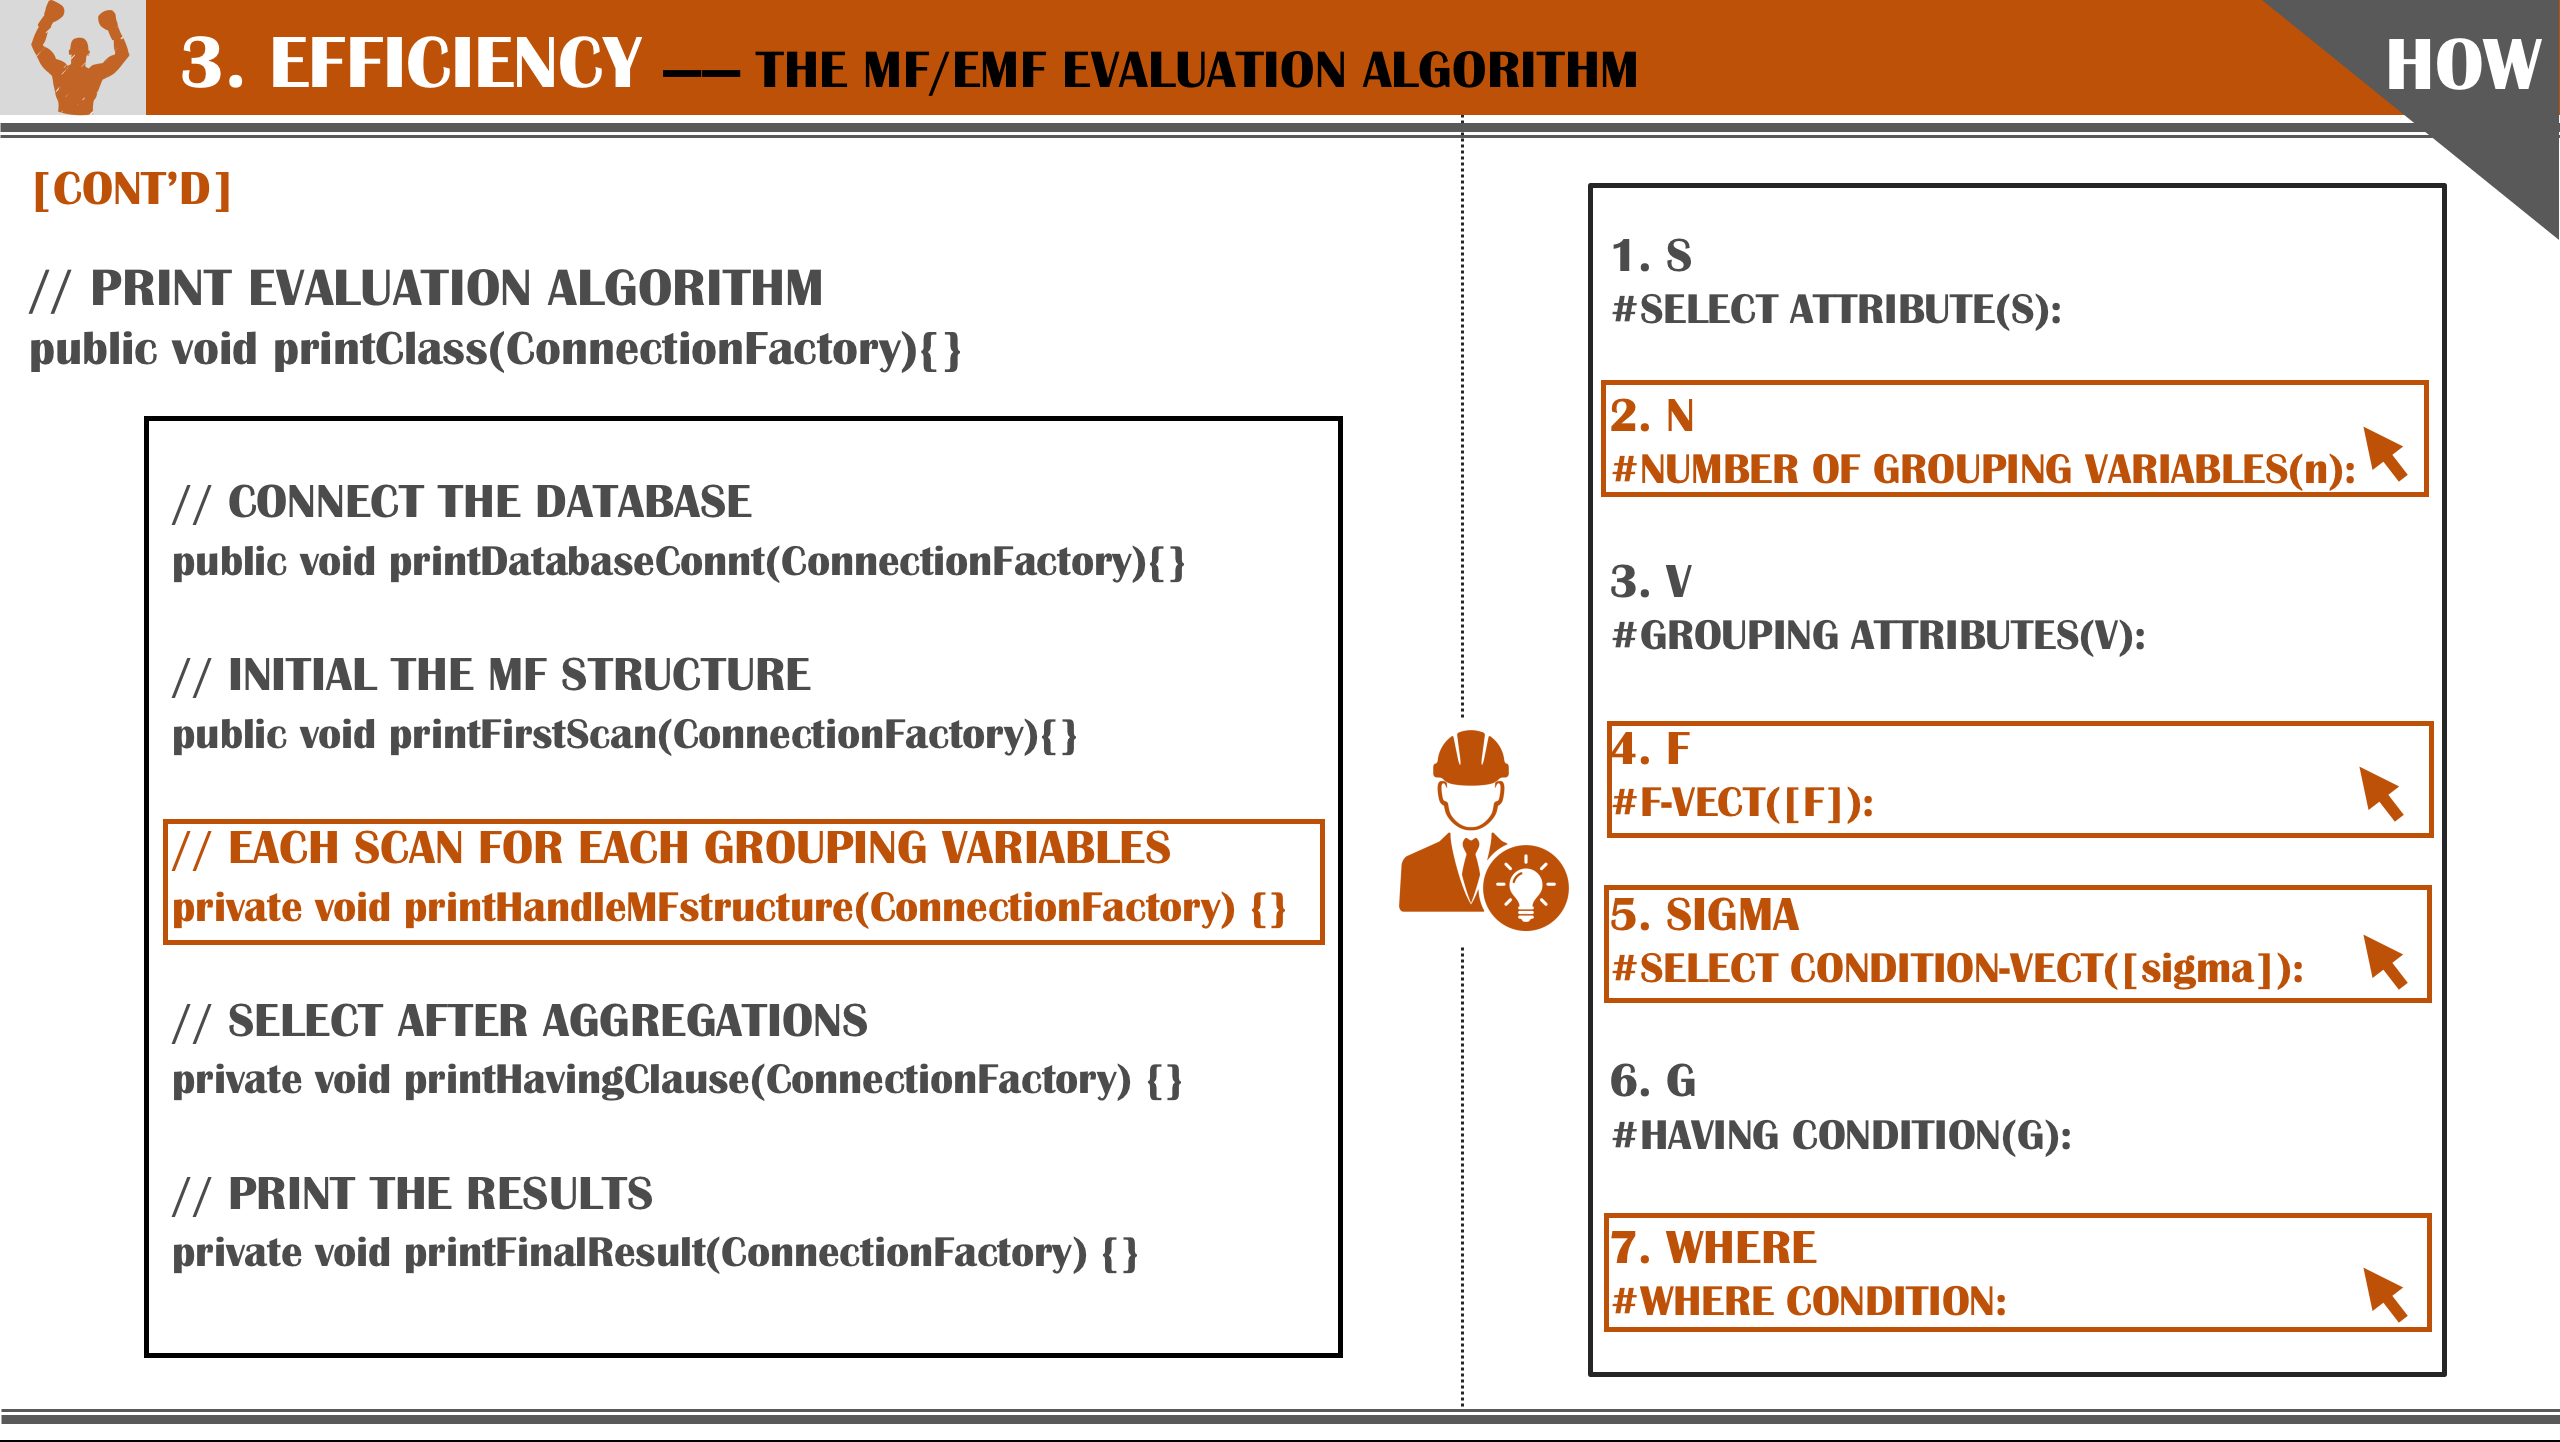 3. EFFICIENCY —— THE MF/EMF EVALUATION ALGORITHM
HOW
[CONT’D]
// PRINT EVALUATION ALGORITHM
public void printClass(ConnectionFactory){}
// CONNECT THE DATABASE
public void printDatabaseConnt(ConnectionFactory){}
// INITIAL THE MF STRUCTURE
public void printFirstScan(ConnectionFactory){}
// EACH SCAN FOR EACH GROUPING VARIABLES
private void printHandleMFstructure(ConnectionFactory) {}
// SELECT AFTER AGGREGATIONS
private void printHavingClause(ConnectionFactory) {}
// PRINT THE RESULTS
private void printFinalResult(ConnectionFactory) {}
1. S
#SELECT ATTRIBUTE(S):
2. N
#NUMBER OF GROUPING VARIABLES(n):
3. V
#GROUPING ATTRIBUTES(V):
4. F
#F-VECT([F]):
5. SIGMA
#SELECT CONDITION-VECT([sigma]):
6. G
#HAVING CONDITION(G):
7. WHERE
#WHERE CONDITION: